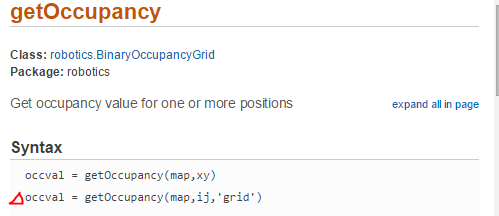 getOccupancy
Class: robotics.BinaryOccupancyGrid
Package: robotics
Get occupancy value for one or more positions
expand all in page
Syntax
occval = getOccupancy(map,xy)
occval = getOccupancy(map,ij,'grid')